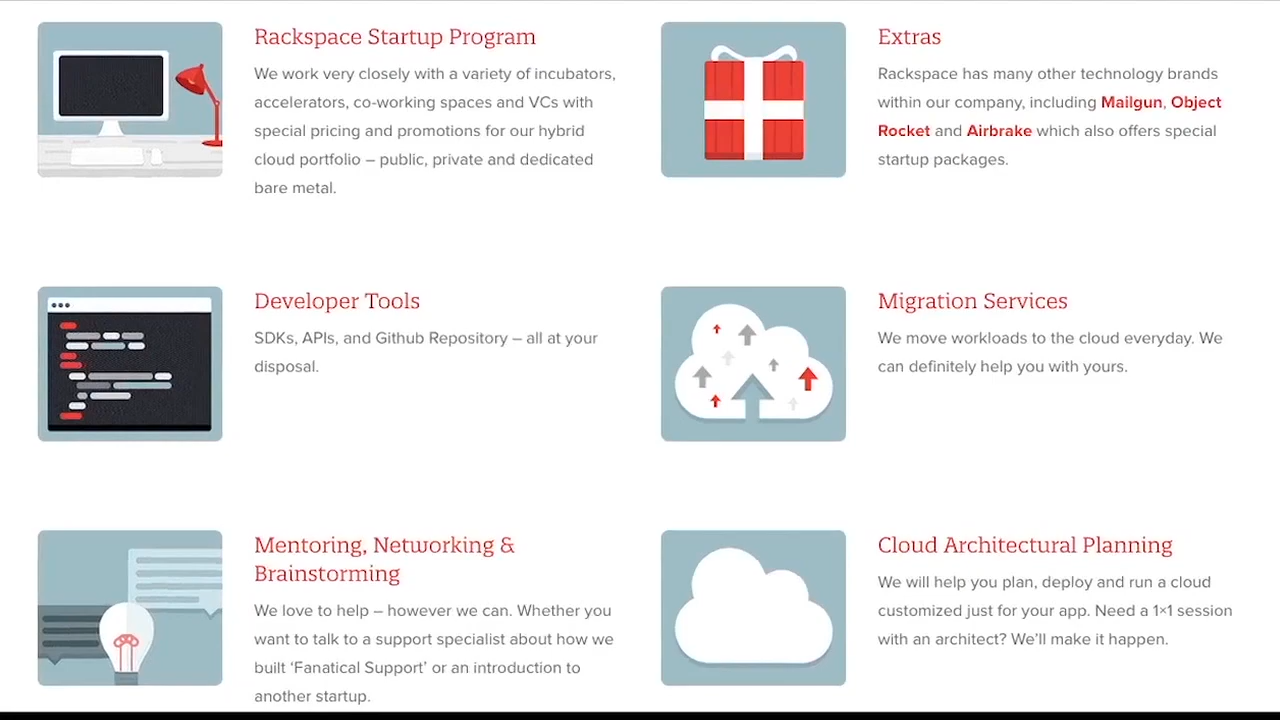 Rackspace Startup Program
We work very closely with a variety of incubators,
accelerators, co-working spaces and VCs with
special pricing and promotions for our hybrid
cloud portfolio – public, private and dedicated
bare metal.
Extras
Rackspace has many other technology brands
within our company, including Mailgun, Object
Rocket and Airbrake which also offers special
startup packages.
Developer Tools
SDKs, APIs, and Github Repository – all at your
disposal.
Migration Services
We move workloads to the cloud everyday. We
can definitely help you with yours.
Mentoring, Networking &
Brainstorming
We love to help – however we can. Whether you
want to talk to a support specialist about how we
built ‘Fanatical Support’ or an introduction to
another startup.
Cloud Architectural Planning
We will help you plan, deploy and run a cloud
customized just for your app. Need a 1×1 session
with an architect? We’ll make it happen.